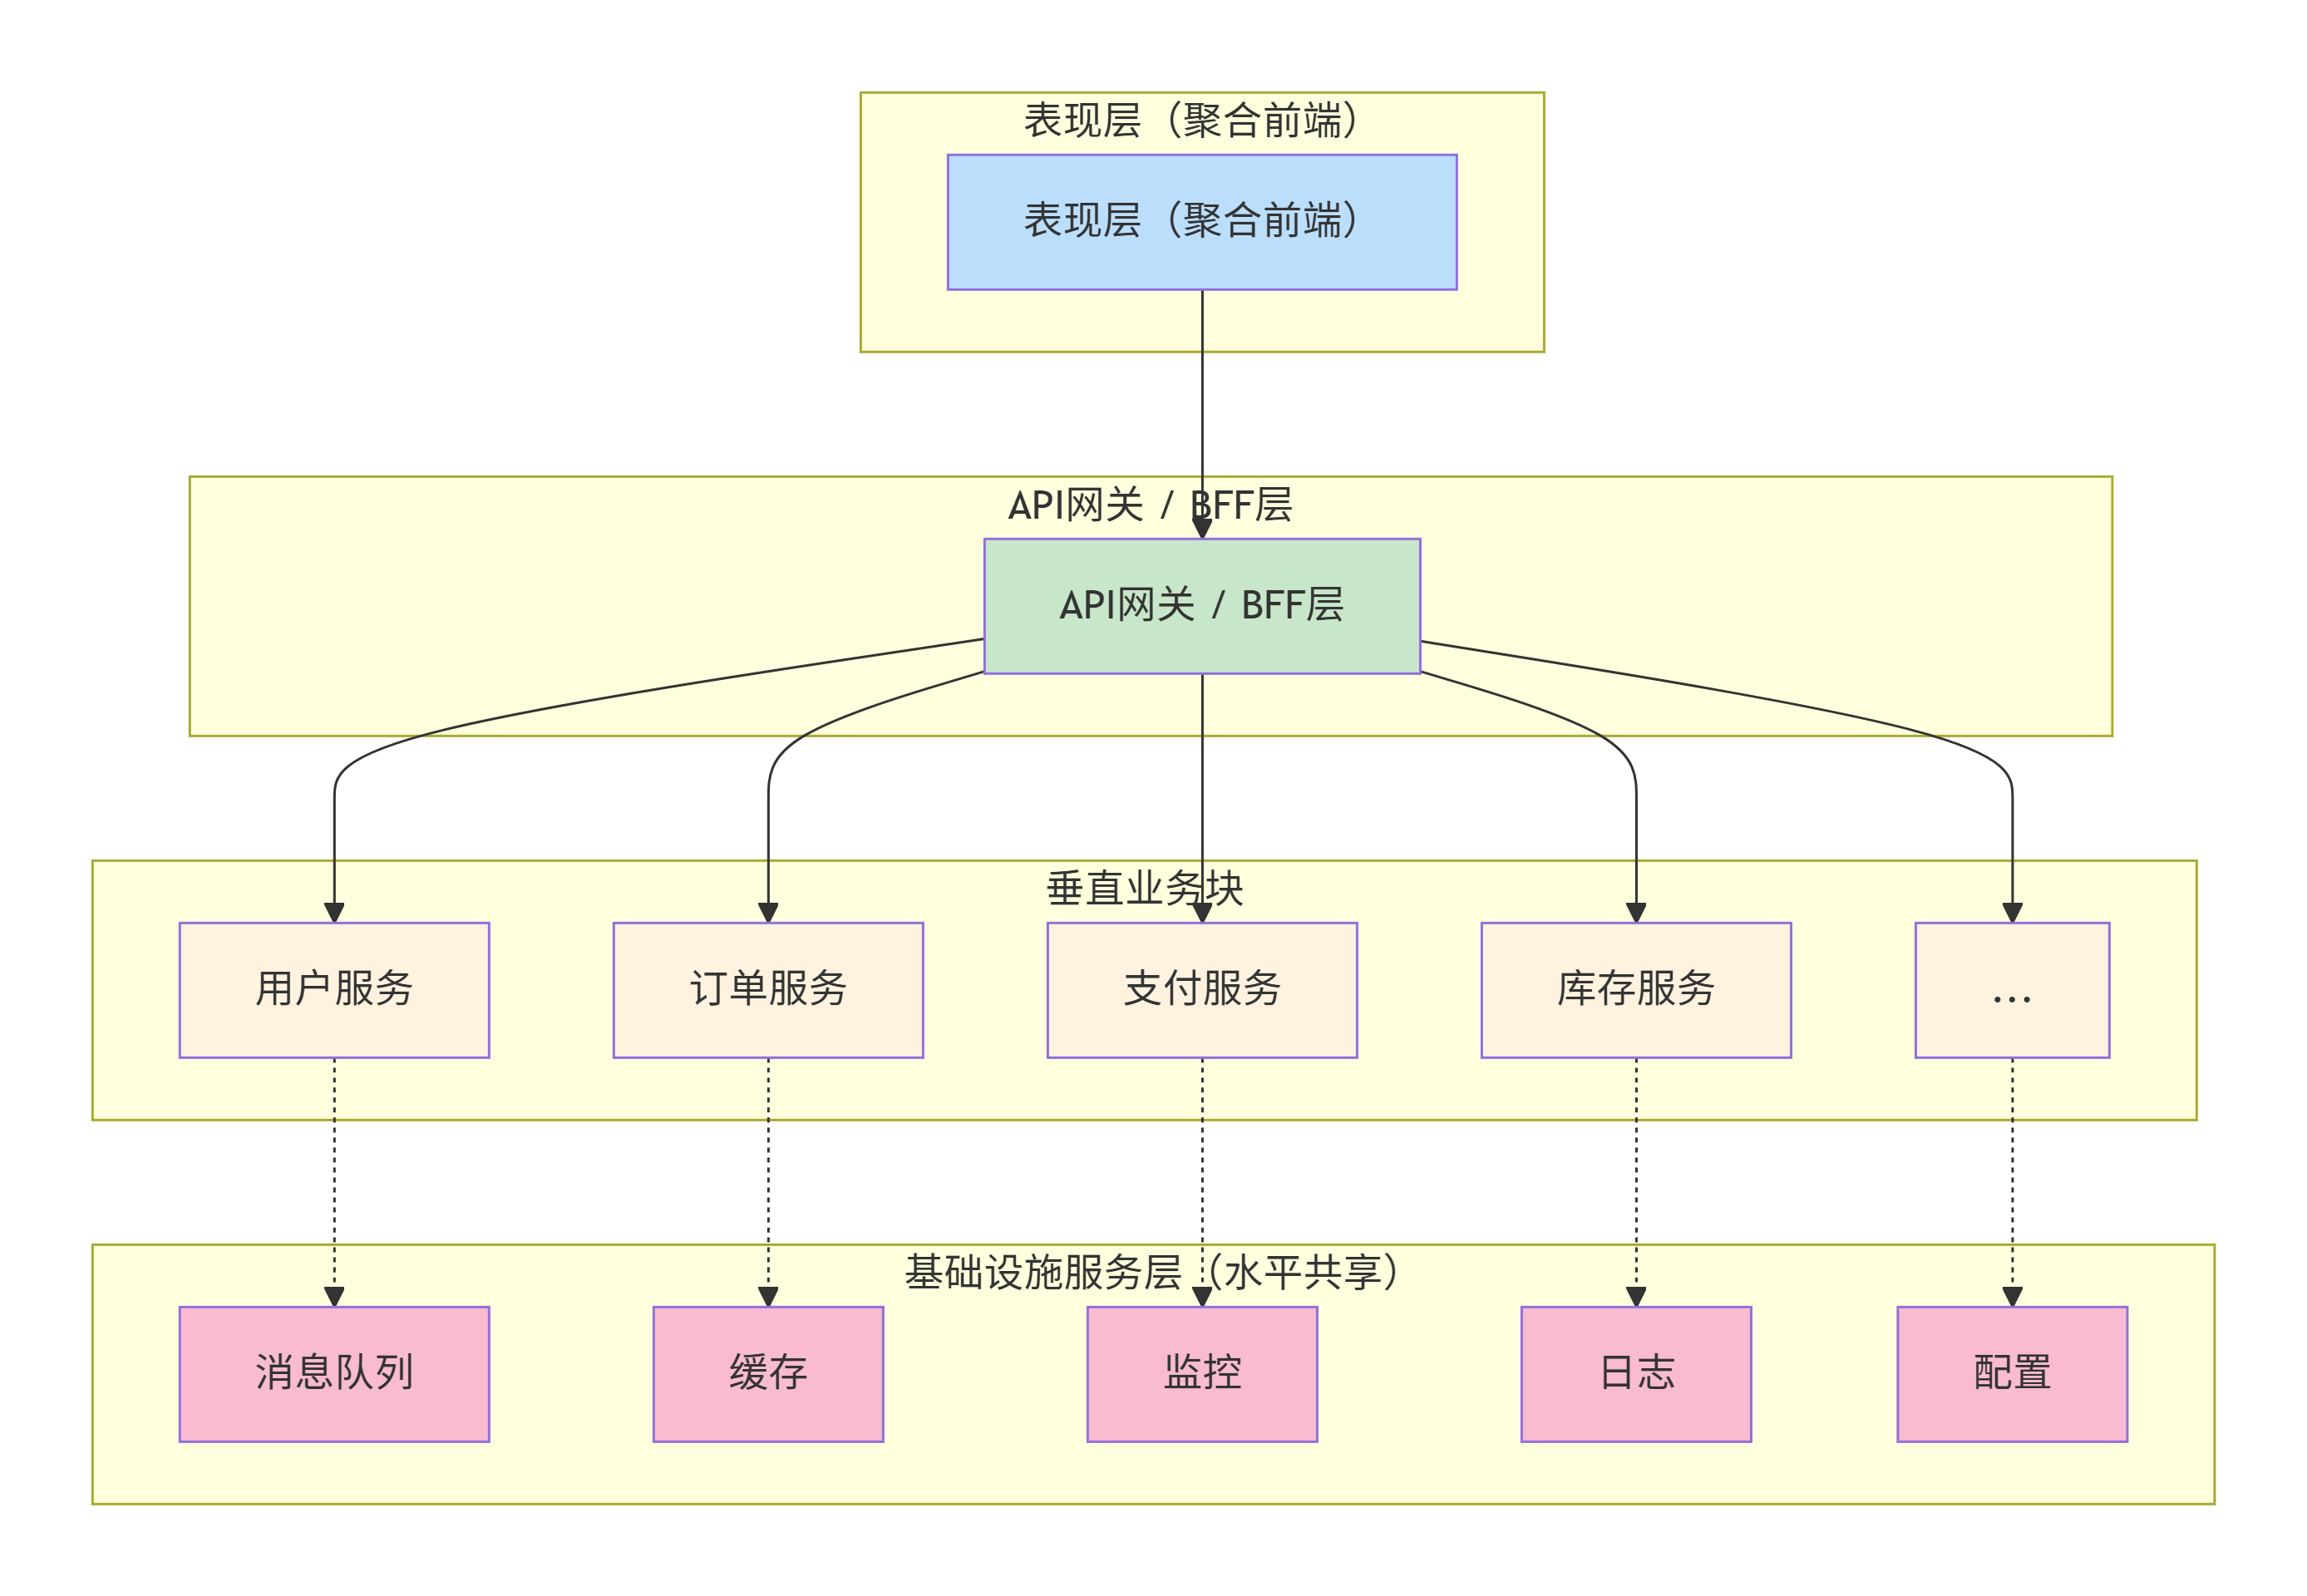 表现层（聚合前端）
表现层（聚合前端）
API网关 / BFF层
API网关 / BFF层
垂直业务块
用户服务
订单服务
支付服务
库存服务
...
基础设施服务层（水平共享）
消息队列
缓存
监控
日志
配置